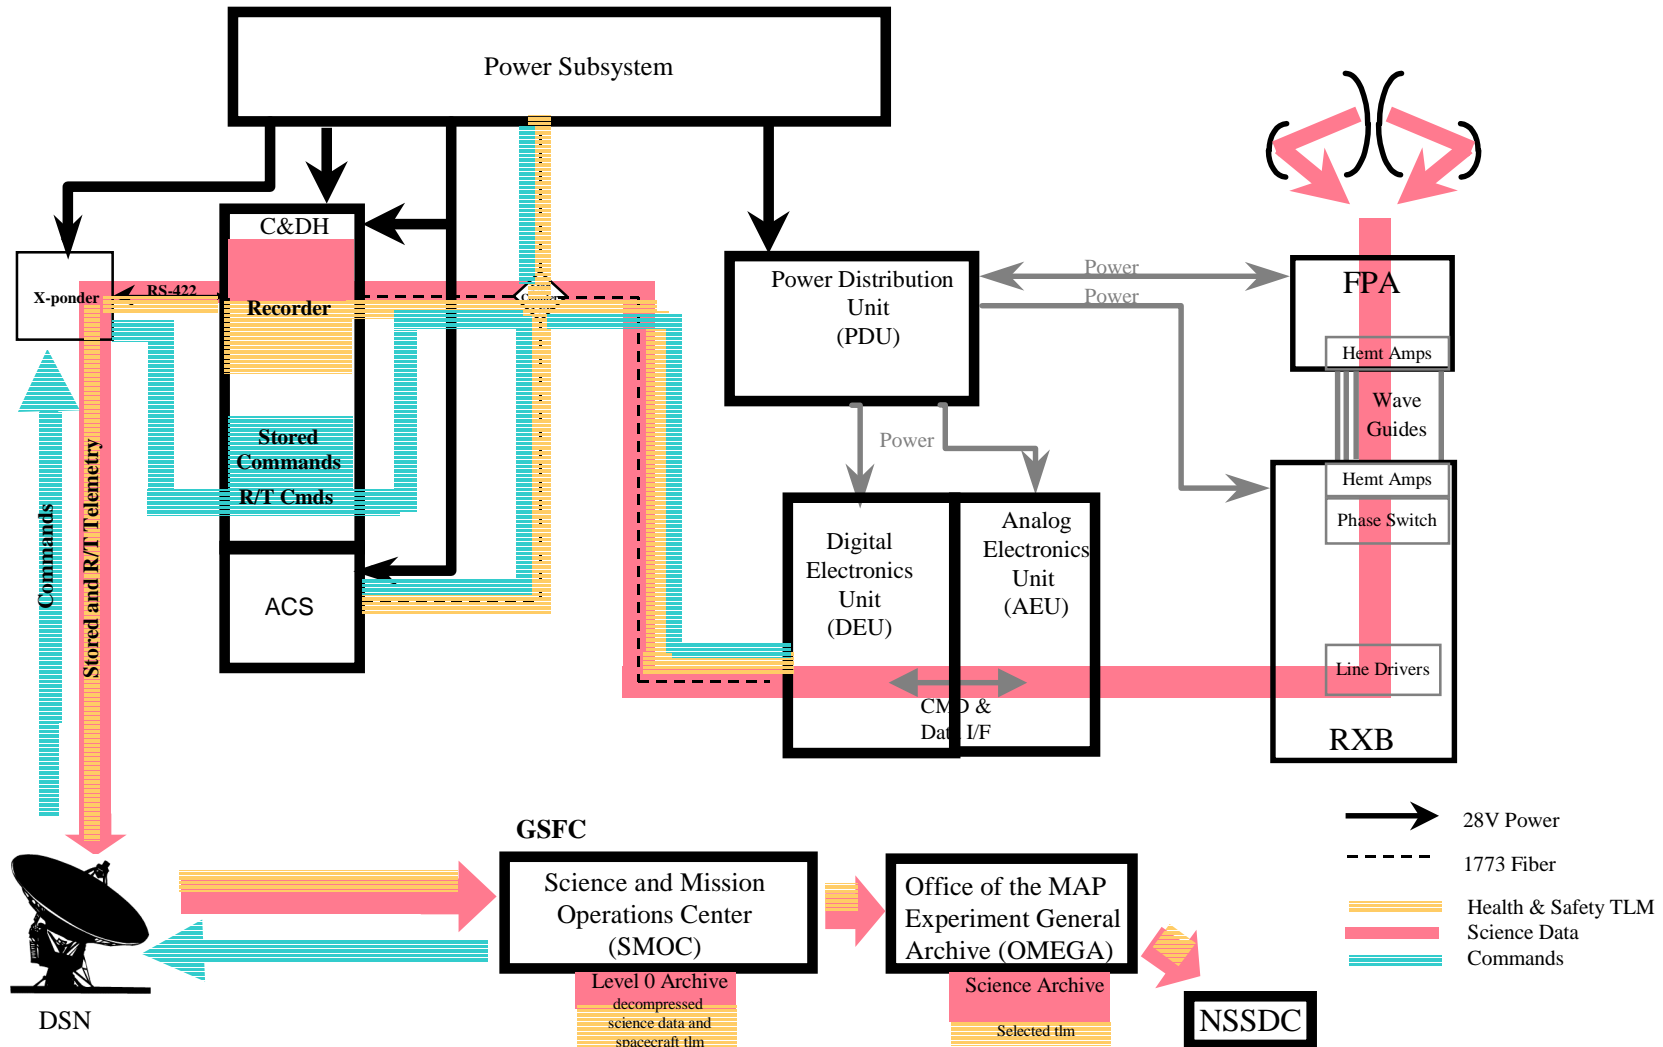 Power Subsystem
C&DH
X-ponder
RS-422
Recorder
Stored
Commands
R/T Cmds
ACS
Commands
Stored and R/T Telemetry
Power Distribution
Unit
(PDU)
Power
Power
Power
FPA
Hemt Amps
Wave
Guides
Hemt Amps
Phase Switch
Line Drivers
RXB
Digital
Electronics
Unit
(DEU)
Analog
Electronics
Unit
(AEU)
CMD &
Data I/F
28V Power
1773 Fiber
Health & Safety TLM
Science Data
Commands
GSFC
Science and Mission
Operations Center
(SMOC)
Level 0 Archive
decompressed
science data and
spacecraft tlm
Office of the MAP
Experiment General
Archive (OMEGA)
Science Archive
Selected tlm
NSSDC
DSN